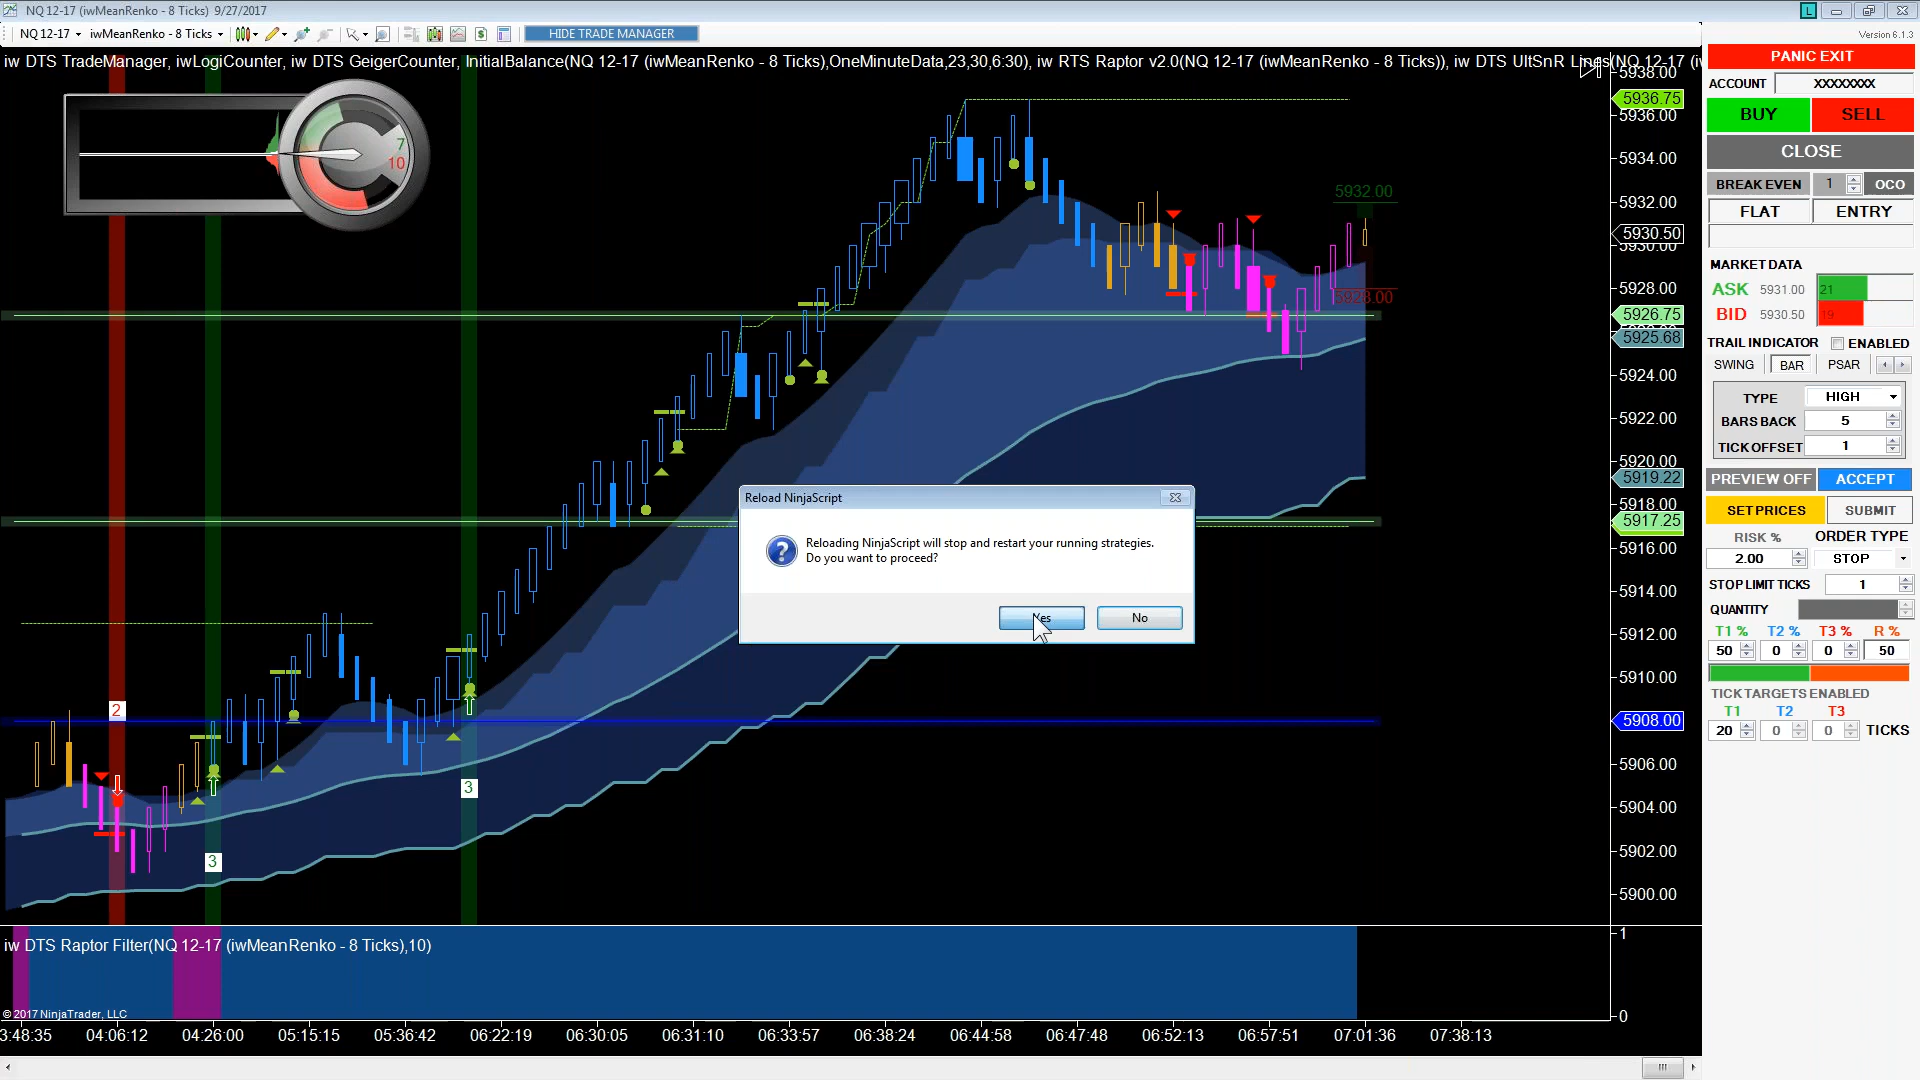 NQ 12-17 (iwMeanRenko - 8 Ticks) 9/27/2017
L
NQ 12-17 iwMeanRenko - 8 Ticks HIDE TRADE MANAGER
iw DTS TradeManager, iwLogiCounter, iw DTS GeigerCounter, InitialBalance(NQ 12-17 (iwMeanRenko - 8 Ticks),OneMinuteData,23,30,6:30), iw RTS Raptor v2.0(NQ 12-17 (iwMeanRenko - 8 Ticks)), iw DTS UltSnR Lines(NQ 12-17 (iw
7
10
5932.00
5928.00
2
3
3
5938.00
5936.75
5936.00
5934.00
5932.00
5930.50
5930.00
5928.00
5926.75
5925.68
5924.00
5922.00
5920.00
5919.22
5918.00
5917.25
5916.00
5914.00
5912.00
5910.00
5908.00
5906.00
5904.00
5902.00
5900.00
Reload NinjaScript
Reloading NinjaScript will stop and restart your running strategies.
Do you want to proceed?
Yes No
iw DTS Raptor Filter(NQ 12-17 (iwMeanRenko - 8 Ticks),10)
1
0
© 2017 NinjaTrader, LLC
3:48:35 04:06:12 04:26:00 05:15:15 05:36:42 06:22:19 06:30:05 06:31:10 06:33:57 06:38:24 06:44:58 06:47:48 06:52:13 06:57:51 07:01:36 07:38:13
Version 6.1.3
PANIC EXIT
ACCOUNT XXXXXXXX
BUY SELL
CLOSE
BREAK EVEN 1 OCO
FLAT ENTRY
MARKET DATA
ASK 5931.00 21
BID 5930.50 19
TRAIL INDICATOR ENABLED
SWING BAR PSAR
TYPE HIGH
BARS BACK 5
TICK OFFSET 1
PREVIEW OFF ACCEPT
SET PRICES SUBMIT
RISK % ORDER TYPE
2.00 STOP
STOP LIMIT TICKS 1
QUANTITY
T1 % T2 % T3 % R %
50 0 0 50
TICK TARGETS ENABLED
T1 T2 T3
20 0 0 TICKS